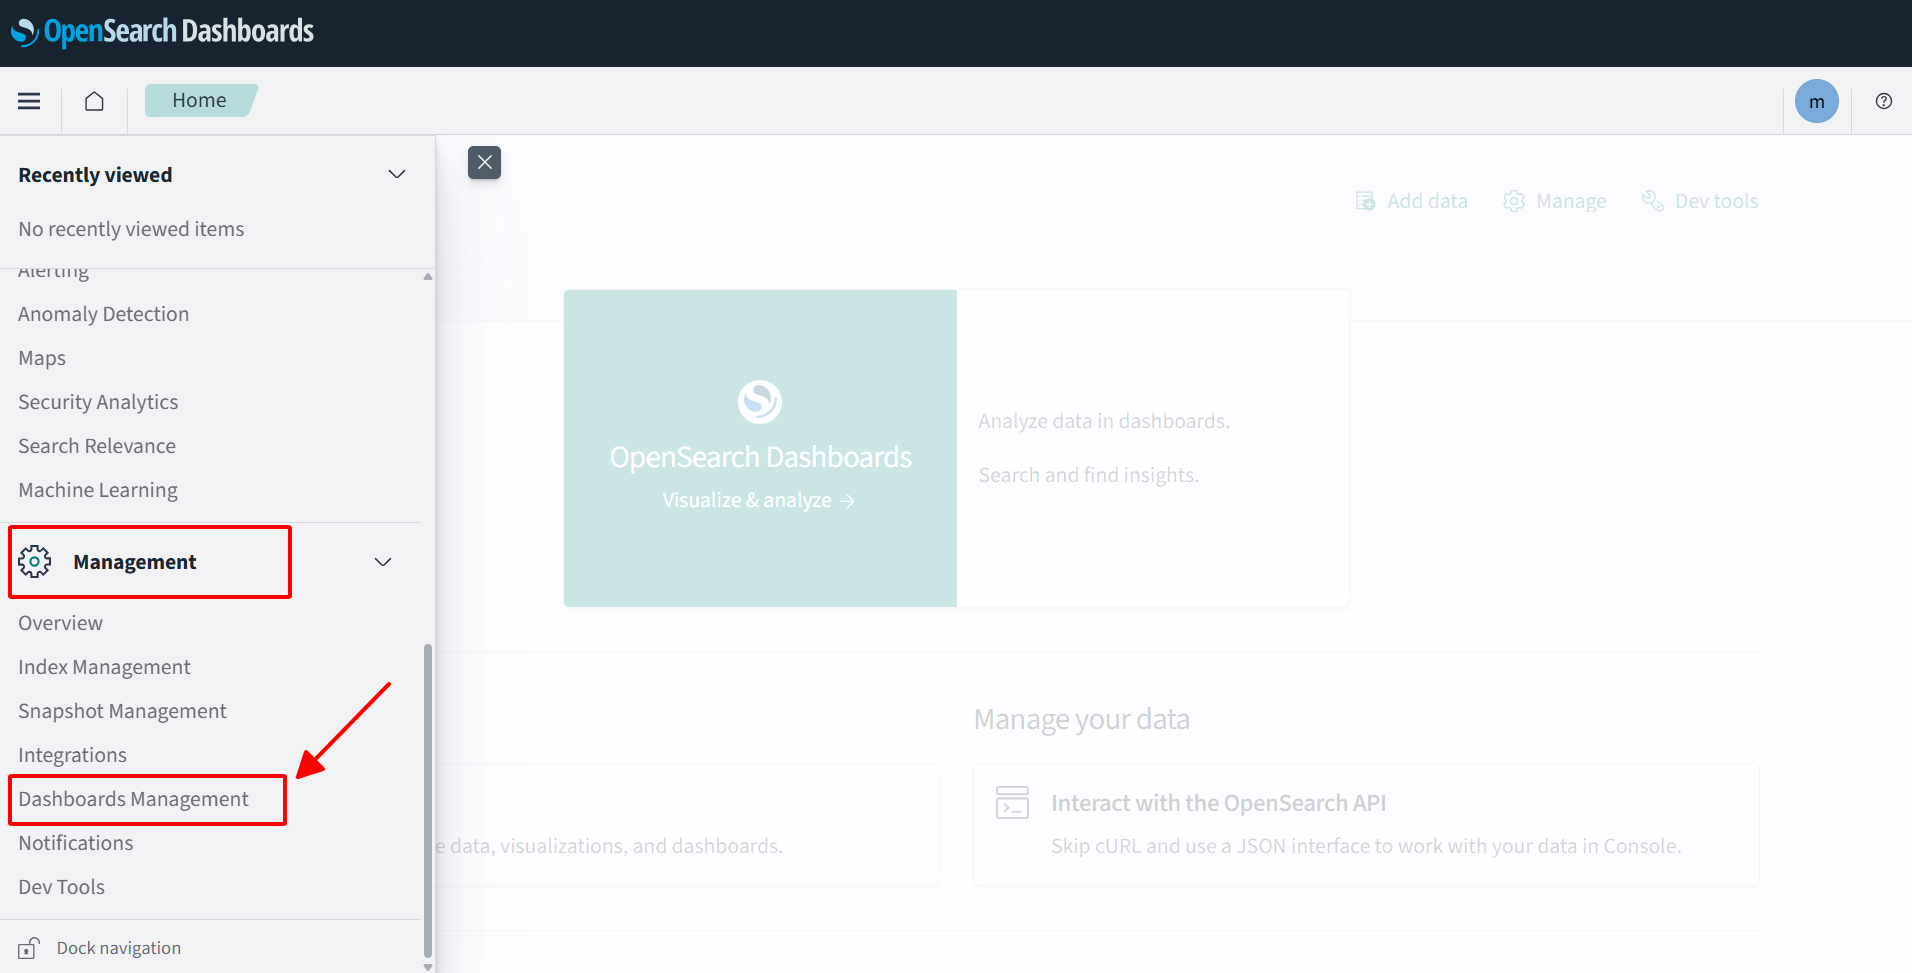 OpenSearch Dashboards
Home
m
Recently viewed
No recently viewed items
Alerting
Anomaly Detection
Maps
Security Analytics
Search Relevance
Machine Learning
Management
Overview
Index Management
Snapshot Management
Integrations
Dashboards Management
Notifications
Dev Tools
Dock navigation
Add data
Manage
Dev tools
OpenSearch Dashboards
Visualize & analyze →
Analyze data in dashboards.
Search and find insights.
Manage your data
e data, visualizations, and dashboards.
Interact with the OpenSearch API
Skip cURL and use a JSON interface to work with your data in Console.